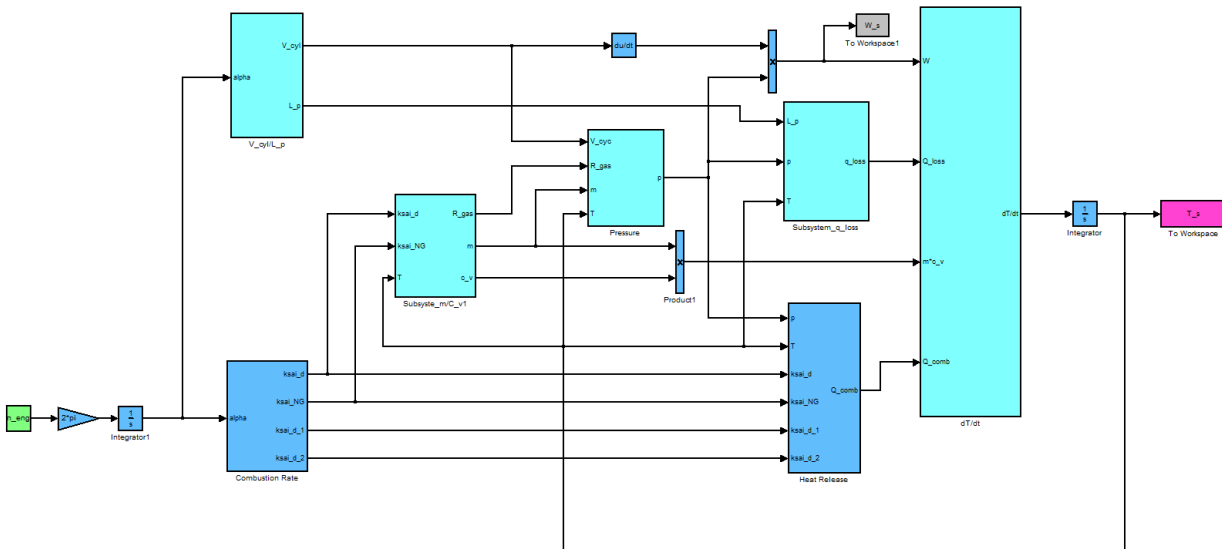 V_cyl
alpha
L_p
V_cyl/L_p
du/dt
x
W_s
To Workspace1
L_p
p
T
q_loss
Subsystem_q_loss
W
Q_loss
m*c_v
Q_comb
dT/dt
dT/dt
1
s
Integrator
T_s
To Workspace
V_cyc
R_gas
m
T
p
Pressure
ksai_d
ksai_NG
T
R_gas
m
c_v
Subsyste_m/C_v1
x
Product1
p
T
ksai_d
ksai_NG
ksai_d_1
ksai_d_2
Q_comb
Heat Release
n_eng
2*pi
1
s
Integrator1
alpha
ksai_d
ksai_NG
ksai_d_1
ksai_d_2
Combustion Rate